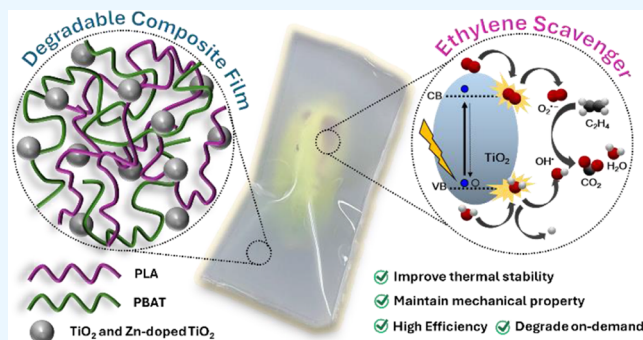 Degradable Composite Film
Ethylene Scavenger
CB
O₂˙⁻
C₂H₄
TiO₂
OH˙
H₂O
CO₂
VB
PLA
PBAT
TiO₂ and Zn-doped TiO₂
Improve thermal stability
Maintain mechanical property
High Efficiency
Degrade on-demand